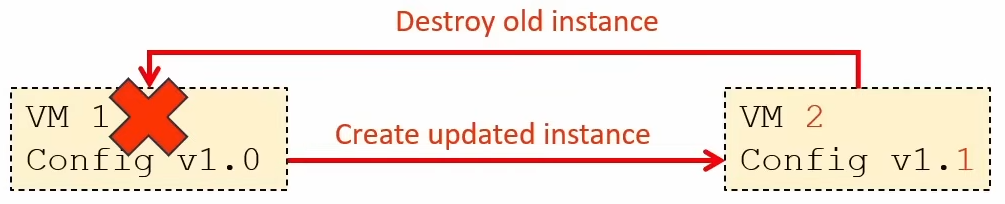 Destroy old instance
VM 1
Config v1.0
Create updated instance
VM 2
Config v1.1